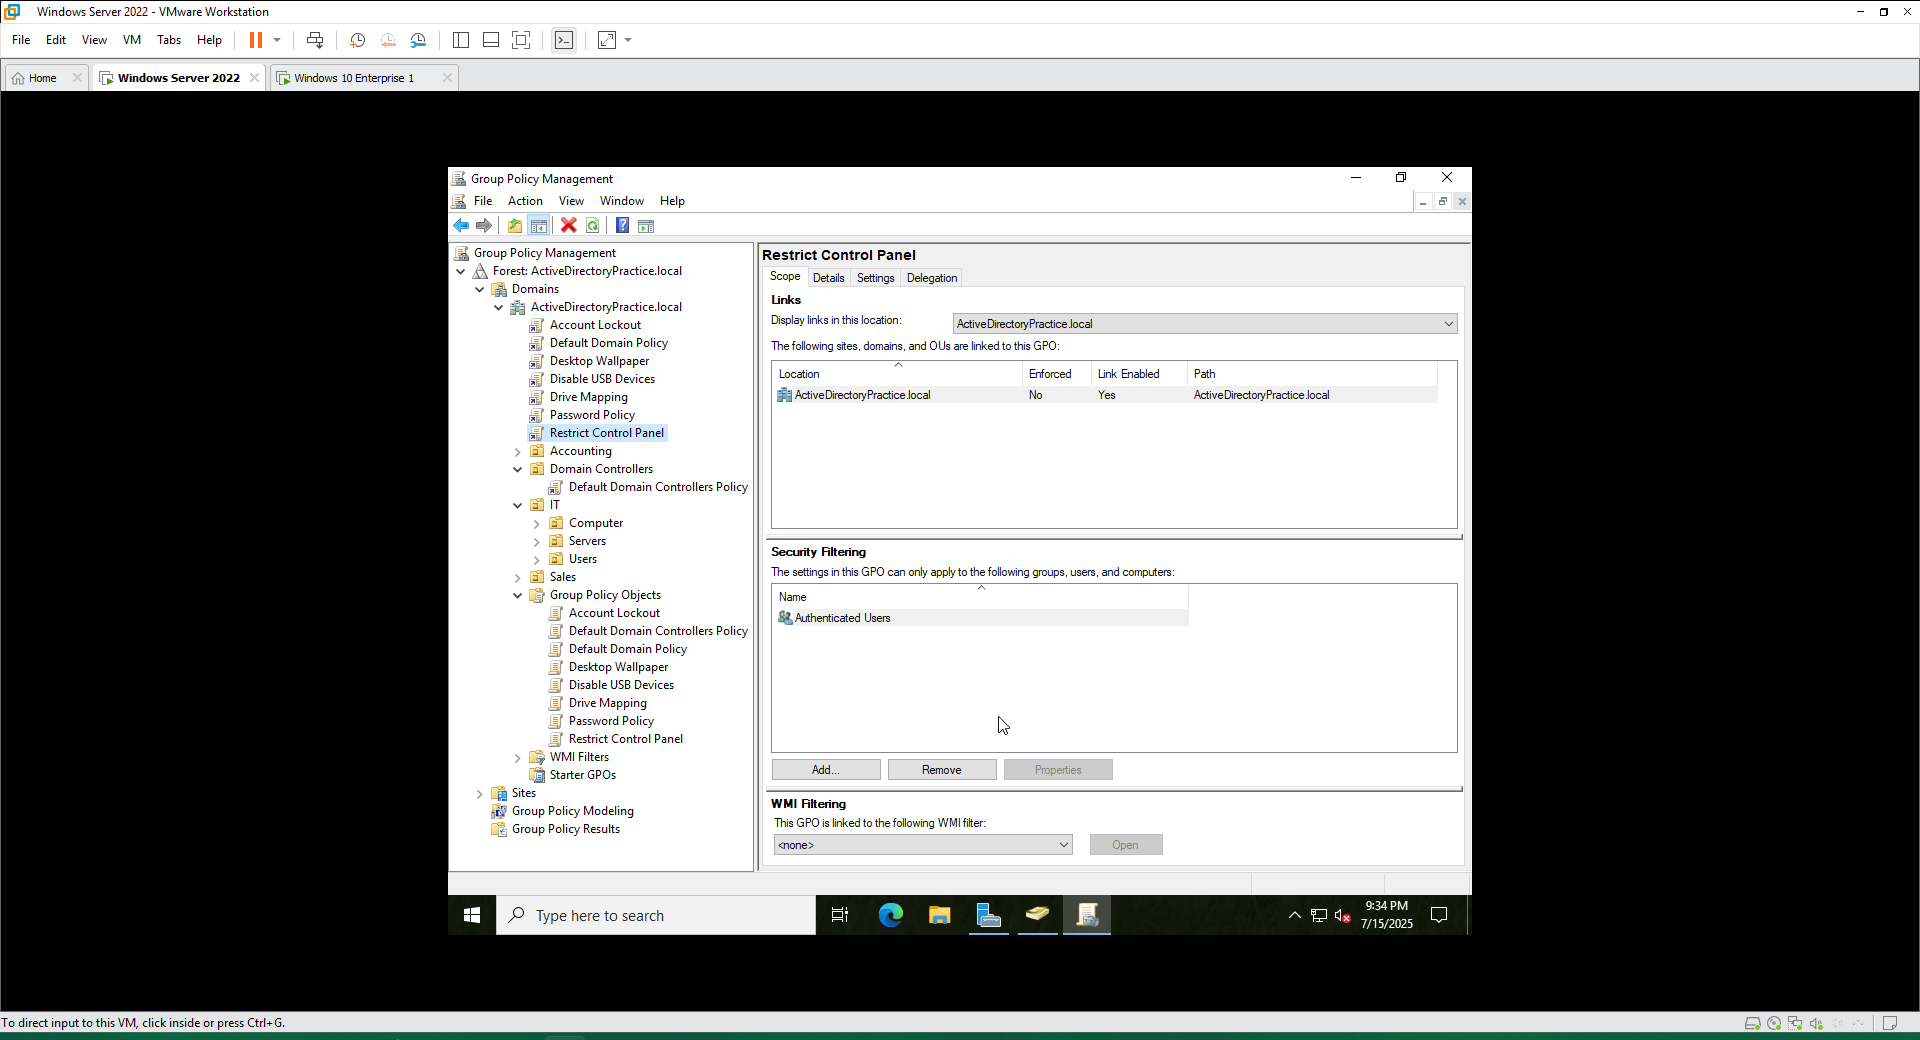 Windows Server 2022 - VMware Workstation
File Edit View VM Tabs Help
Home Windows Server 2022 Windows 10 Enterprise 1
Group Policy Management
File Action View Window Help
Group Policy Management
Forest: ActiveDirectoryPractice.local
Domains
ActiveDirectoryPractice.local
Account Lockout
Default Domain Policy
Desktop Wallpaper
Disable USB Devices
Drive Mapping
Password Policy
Restrict Control Panel
Accounting
Domain Controllers
Default Domain Controllers Policy
IT
Computer
Servers
Users
Sales
Group Policy Objects
Account Lockout
Default Domain Controllers Policy
Default Domain Policy
Desktop Wallpaper
Disable USB Devices
Drive Mapping
Password Policy
Restrict Control Panel
WMI Filters
Starter GPOs
Sites
Group Policy Modeling
Group Policy Results
Restrict Control Panel
Scope Details Settings Delegation
Links
Display links in this location: ActiveDirectoryPractice.local
The following sites, domains, and OUs are linked to this GPO:
Location Enforced Link Enabled Path
ActiveDirectoryPractice.local No Yes ActiveDirectoryPractice.local
Security Filtering
The settings in this GPO can only apply to the following groups, users, and computers:
Name
Authenticated Users
Add... Remove Properties
WMI Filtering
This GPO is linked to the following WMI filter:
<none> Open
Type here to search
9:34 PM
7/15/2025
To direct input to this VM, click inside or press Ctrl+G.